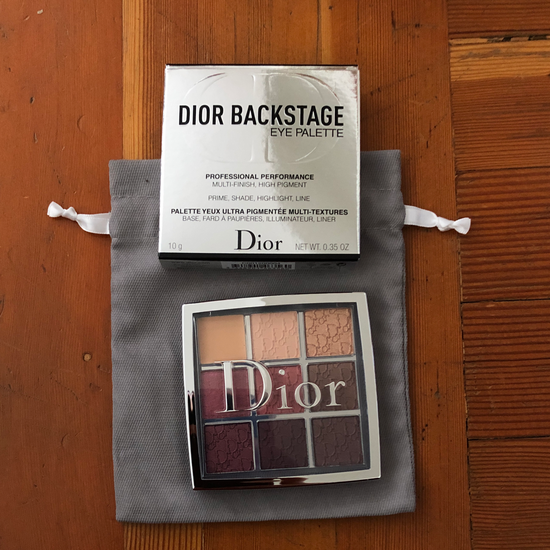 DIOR BACKSTAGE
EYE PALETTE
PROFESSIONAL PERFORMANCE
MULTI-FINISH, HIGH PIGMENT
PRIME, SHADE, HIGHLIGHT, LINE
PALETTE YEUX ULTRA PIGMENTÉE MULTI-TEXTURES
BASE, FARD À PAUPIÈRES, ILLUMINATEUR, LINER
10 g Dior NET WT. 0.35 OZ
Dior